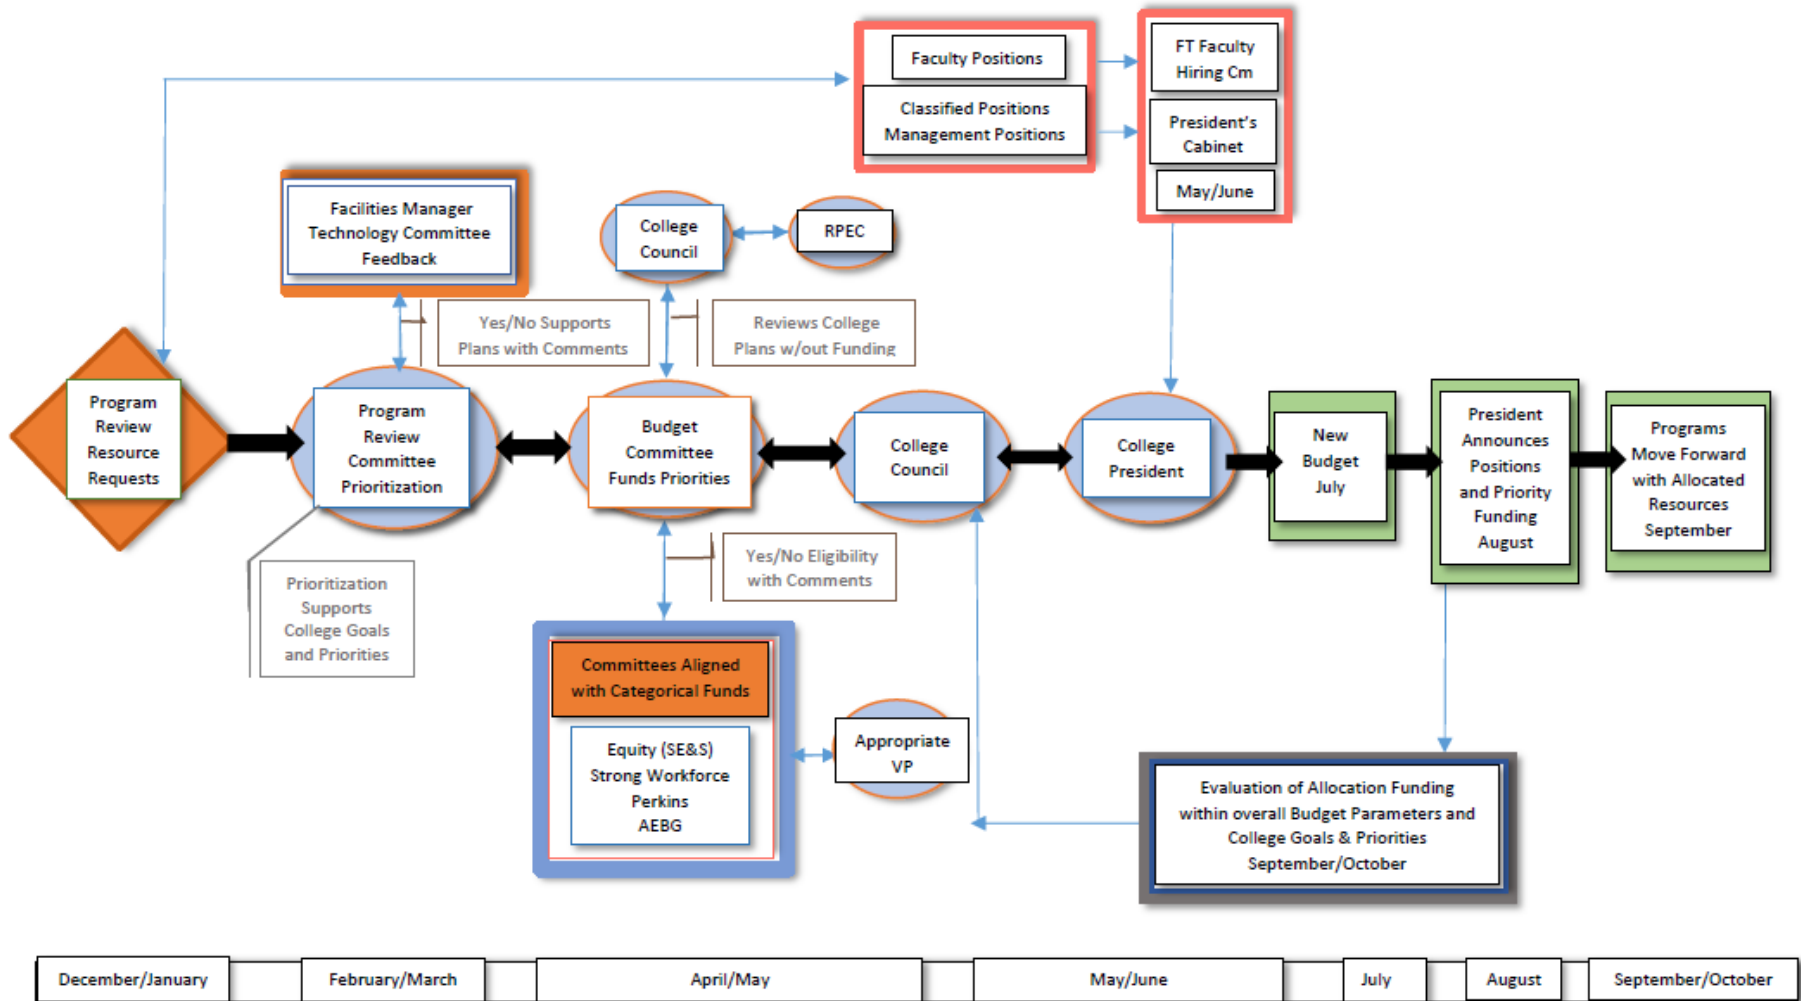 Faculty Positions
Classified Positions
Management Positions
FT Faculty
Hiring Cm
President's
Cabinet
May/June
Facilities Manager
Technology Committee
Feedback
College
Council
RPEC
Yes/No Supports
Plans with Comments
Reviews College
Plans w/out Funding
Program
Review
Resource
Requests
Program
Review
Committee
Prioritization
Budget
Committee
Funds Priorities
College
Council
College
President
New
Budget
July
President
Announces
Positions
and Priority
Funding
August
Programs
Move Forward
with Allocated
Resources
September
Prioritization
Supports
College Goals
and Priorities
Yes/No Eligibility
with Comments
Committees Aligned
with Categorical Funds
Equity (SE&S)
Strong Workforce
Perkins
AEBG
Appropriate
VP
Evaluation of Allocation Funding
within overall Budget Parameters and
College Goals & Priorities
September/October
December/January
February/March
April/May
May/June
July
August
September/October